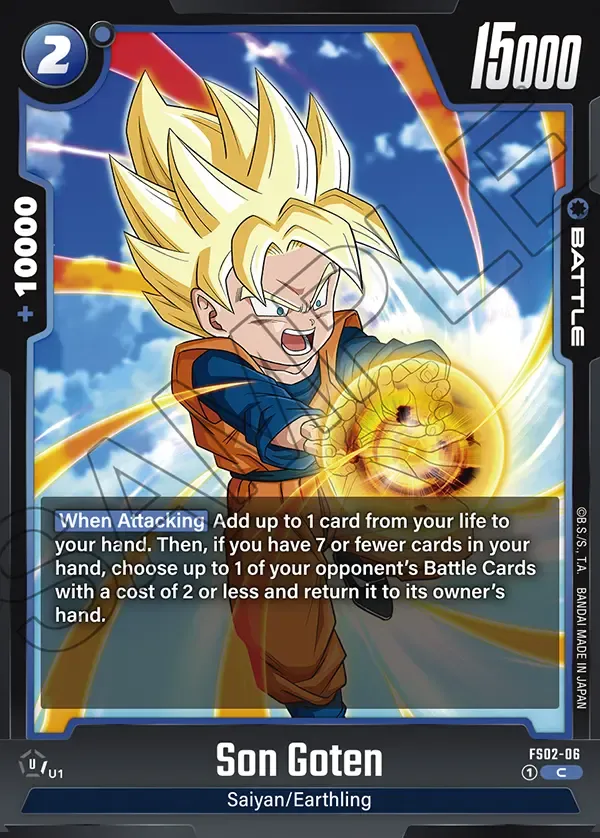 2
15000
+10000
BATTLE
SAMPLE
When Attacking Add up to 1 card from your life to
your hand. Then, if you have 7 or fewer cards in your
hand, choose up to 1 of your opponent's Battle Cards
with a cost of 2 or less and return it to its owner's
hand.
©B.S./S., T.A. BANDAI MADE IN JAPAN
U/U1
Son Goten
FS02-06
1 C
Saiyan/Earthling